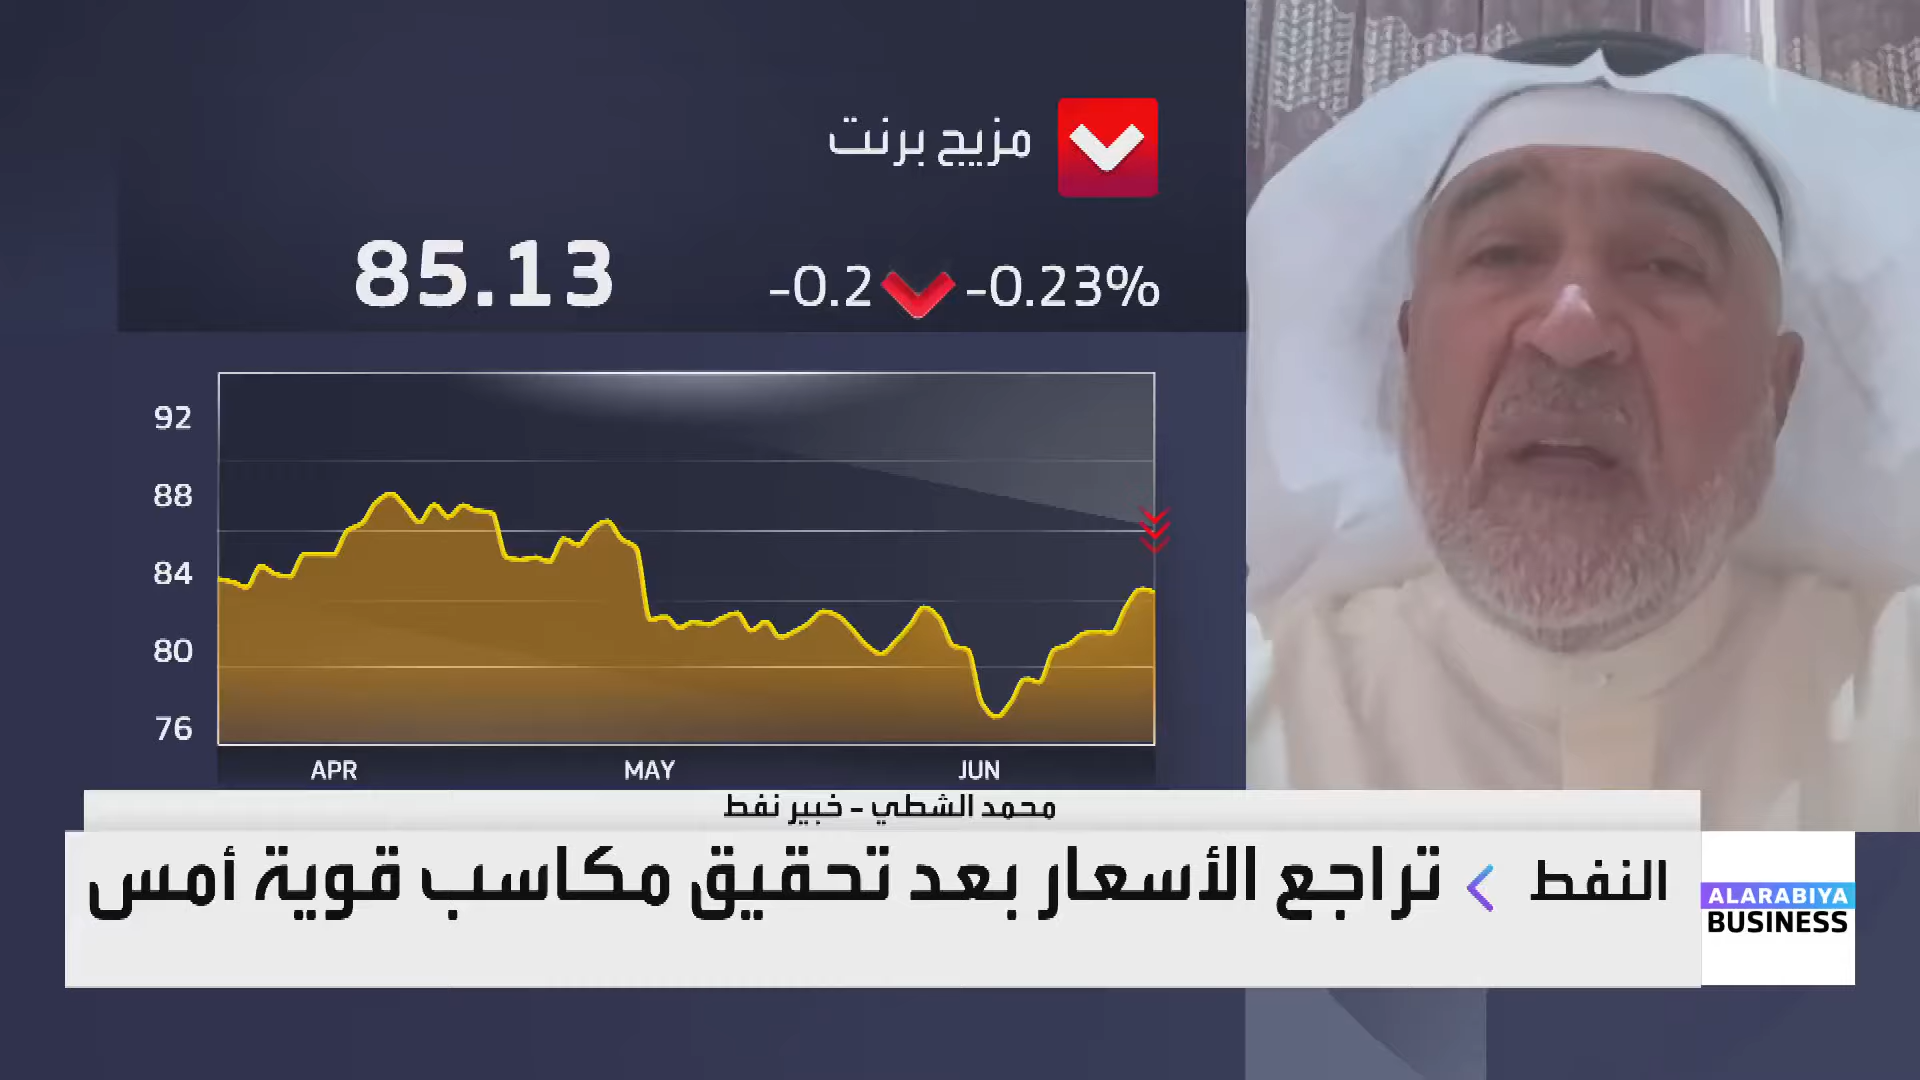 مزيج برنت
85.13
-0.2
-0.23%
92
88
84
80
76
APR
MAY
JUN
محمد الشطي - خبير نفط
النفط
تراجع الأسعار بعد تحقيق مكاسب قوية أمس
ALARABIYA
BUSINESS